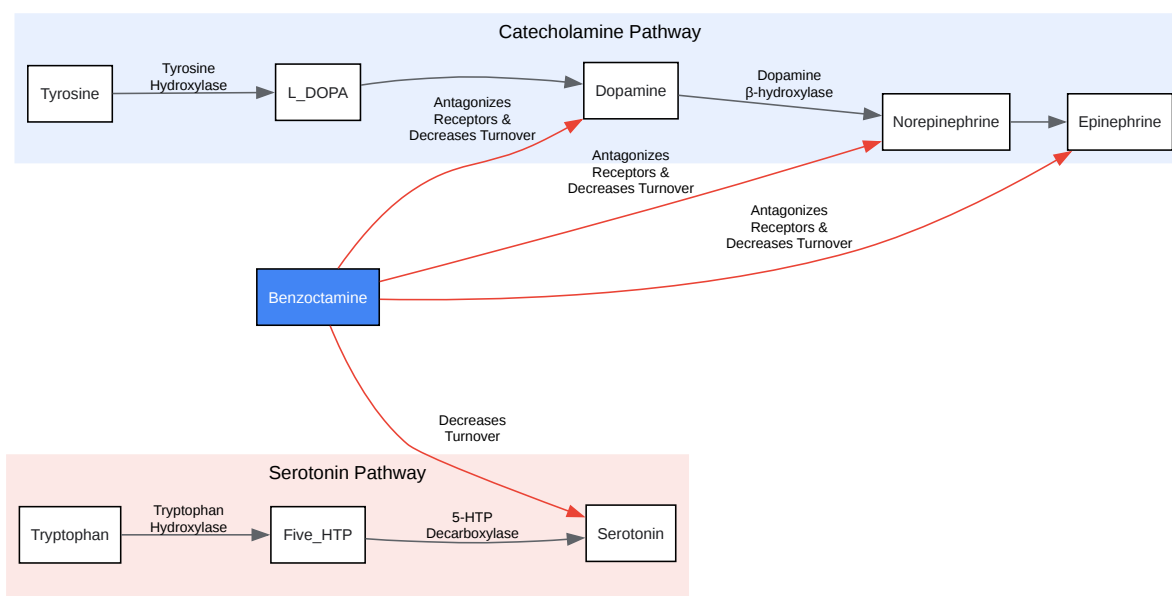 Catecholamine Pathway
Tyrosine
Tyrosine
Hydroxylase
L_DOPA
Dopamine
Dopamine
β-hydroxylase
Norepinephrine
Epinephrine
Antagonizes
Receptors &
Decreases Turnover
Antagonizes
Receptors &
Decreases Turnover
Antagonizes
Receptors &
Decreases Turnover
Benzoctamine
Decreases
Turnover
Serotonin Pathway
Tryptophan
Tryptophan
Hydroxylase
Five_HTP
5-HTP
Decarboxylase
Serotonin